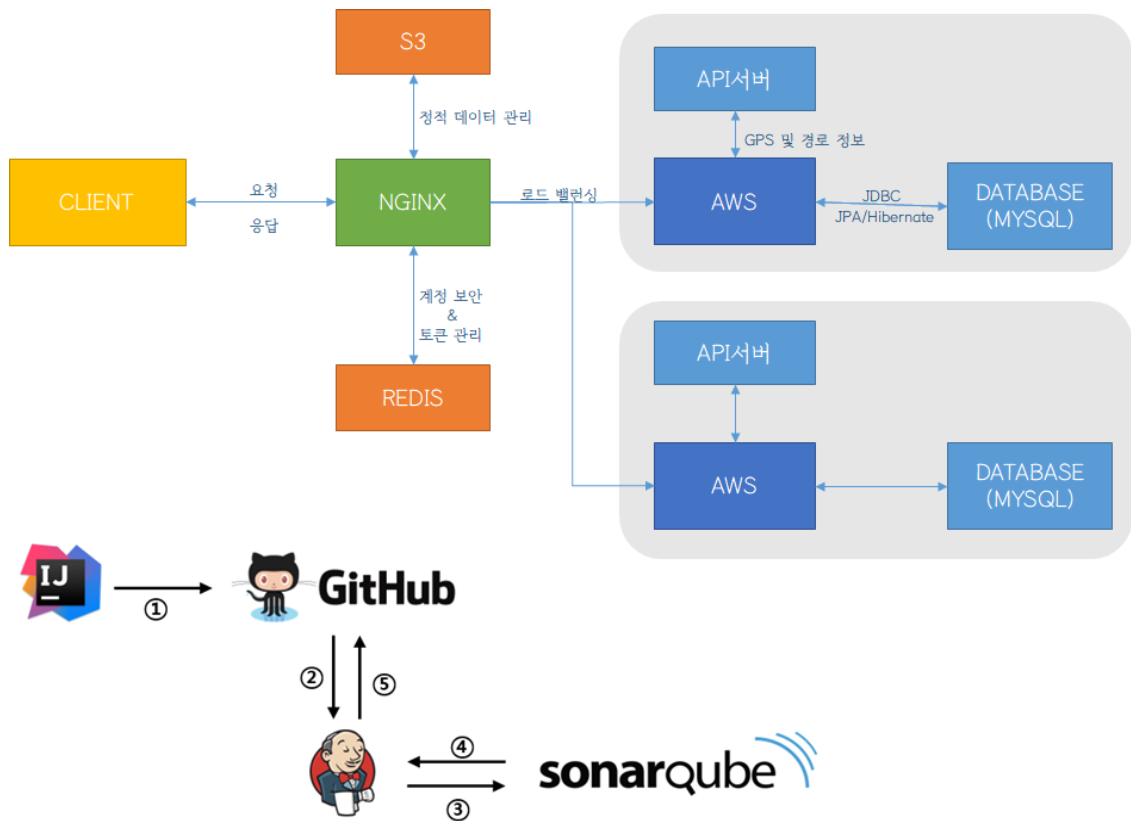 S3
API서버
정적 데이터 관리
GPS 및 경로 정보
CLIENT
요청
응답
NGINX
로드 밸런싱
AWS
JDBC
JPA/Hibernate
DATABASE
(MYSQL)
계정 보안
&
토큰 관리
REDIS
API서버
AWS
DATABASE
(MYSQL)
IJ
①
GitHub
②
⑤
④
③
sonarqube